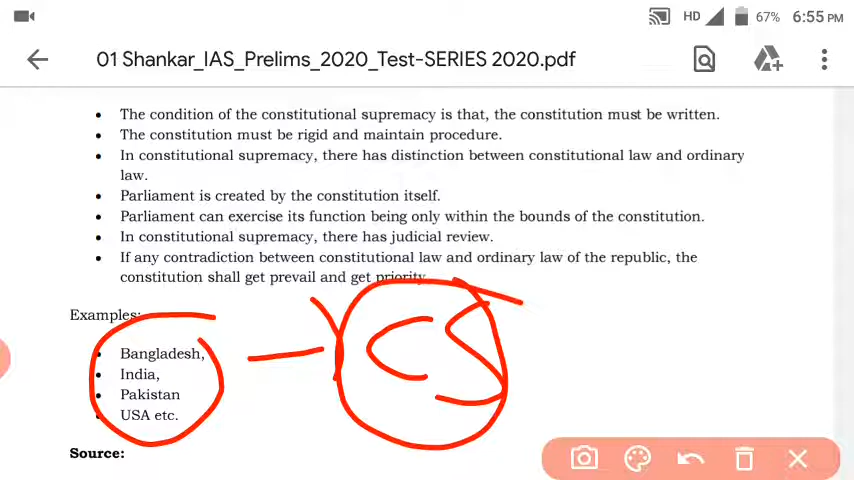 HD 67% 6:55 PM
01 Shankar_IAS_Prelims_2020_Test-SERIES 2020.pdf
• The condition of the constitutional supremacy is that, the constitution must be written.
• The constitution must be rigid and maintain procedure.
• In constitutional supremacy, there has distinction between constitutional law and ordinary
law.
• Parliament is created by the constitution itself.
• Parliament can exercise its function being only within the bounds of the constitution.
• In constitutional supremacy, there has judicial review.
• If any contradiction between constitutional law and ordinary law of the republic, the
constitution shall get prevail and get priority.
Examples:
• Bangladesh,
• India,
• Pakistan
• USA etc.
CS
Source: